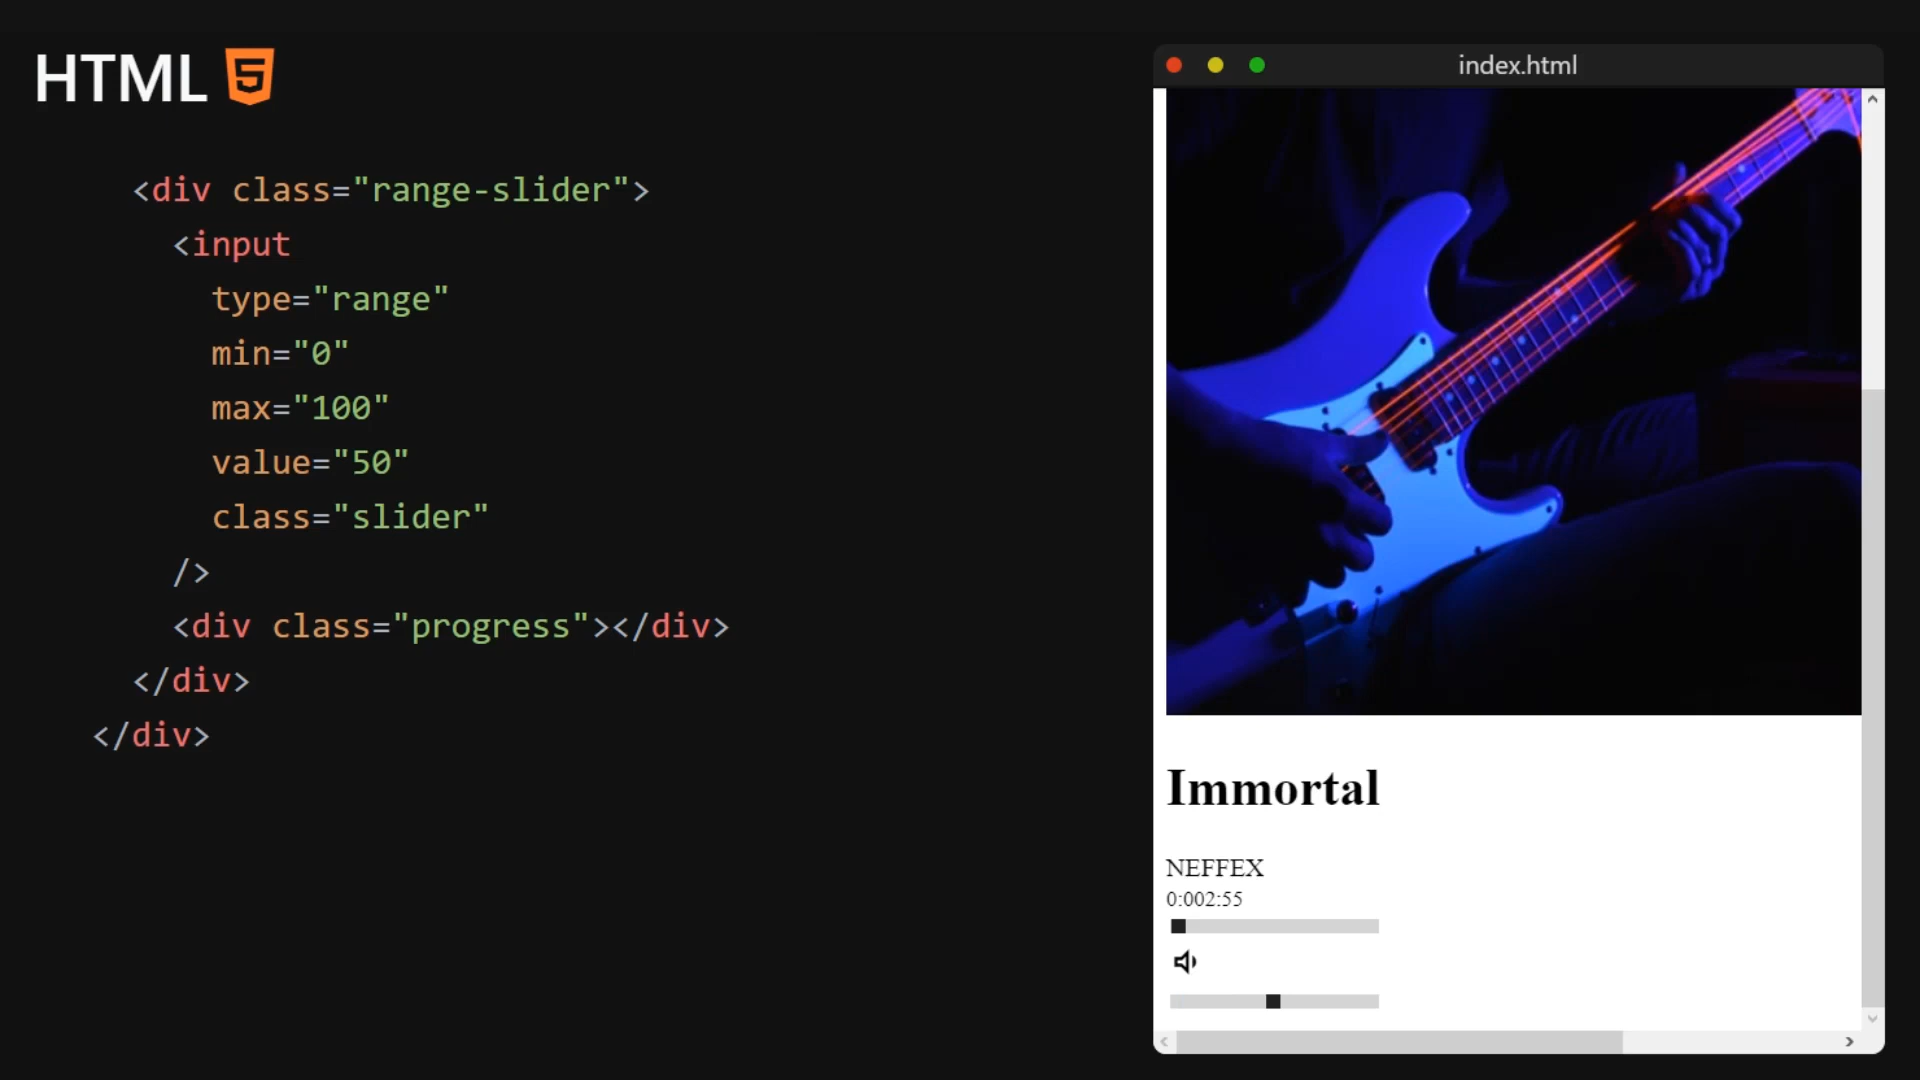 HTML 5
<div class="range-slider">
<input
type="range"
min="0"
max="100"
value="50"
class="slider"
/>
<div class="progress"></div>
</div>
</div>
index.html
Immortal
NEFFEX
0:002:55